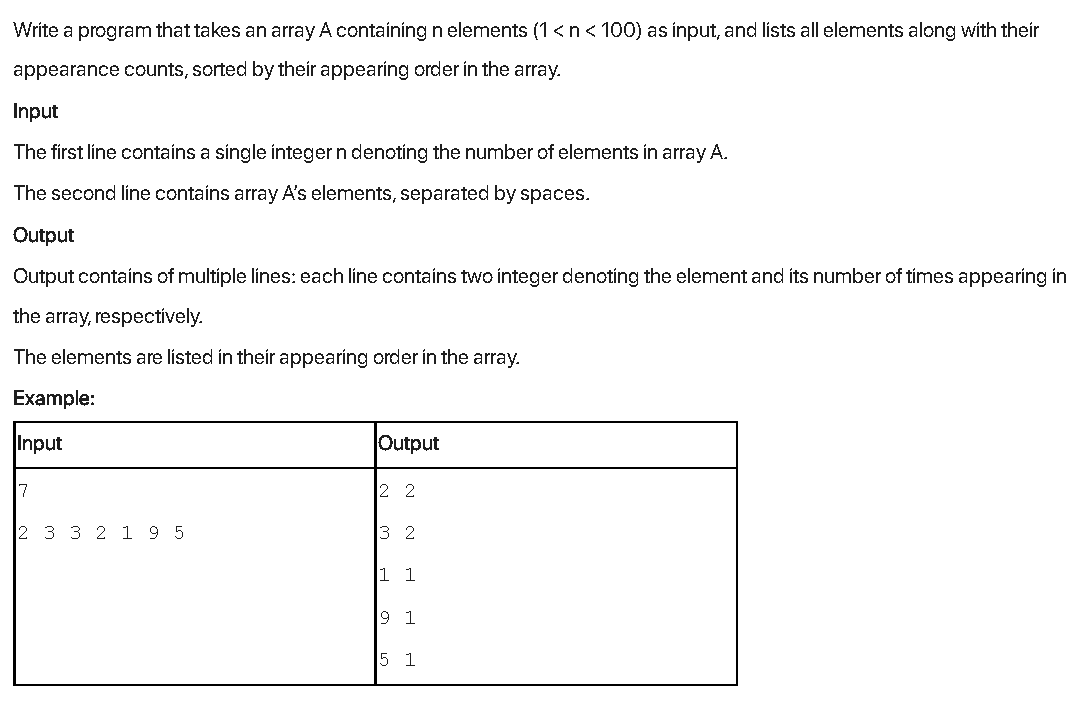 Write a program that takes an array A containing n elements (1 < n < 100) as input, and lists all elements along with their
appearance counts, sorted by their appearing order in the array.
Input
The first line contains a single integer n denoting the number of elements in array A.
The second line contains array A's elements, separated by spaces.
Output
Output contains of multiple lines: each line contains two integer denoting the element and its number of times appearing in
the array, respectively.
The elements are listed in their appearing order in the array.
Example:
Input Output
7 2 2
2 3 3 2 1 9 5 3 2
1 1
9 1
5 1